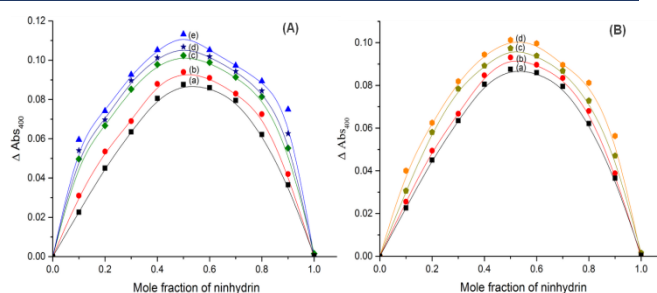 (A)
0.12
0.10
0.08
0.06
0.04
0.02
0.00
Δ Abs400
(e)
(d)
(c)
(b)
(a)
0.0 0.2 0.4 0.6 0.8 1.0
Mole fraction of ninhydrin
(B)
0.10
0.08
0.06
0.04
0.02
0.00
Δ Abs400
(d)
(c)
(b)
(a)
0.0 0.2 0.4 0.6 0.8 1.0
Mole fraction of ninhydrin